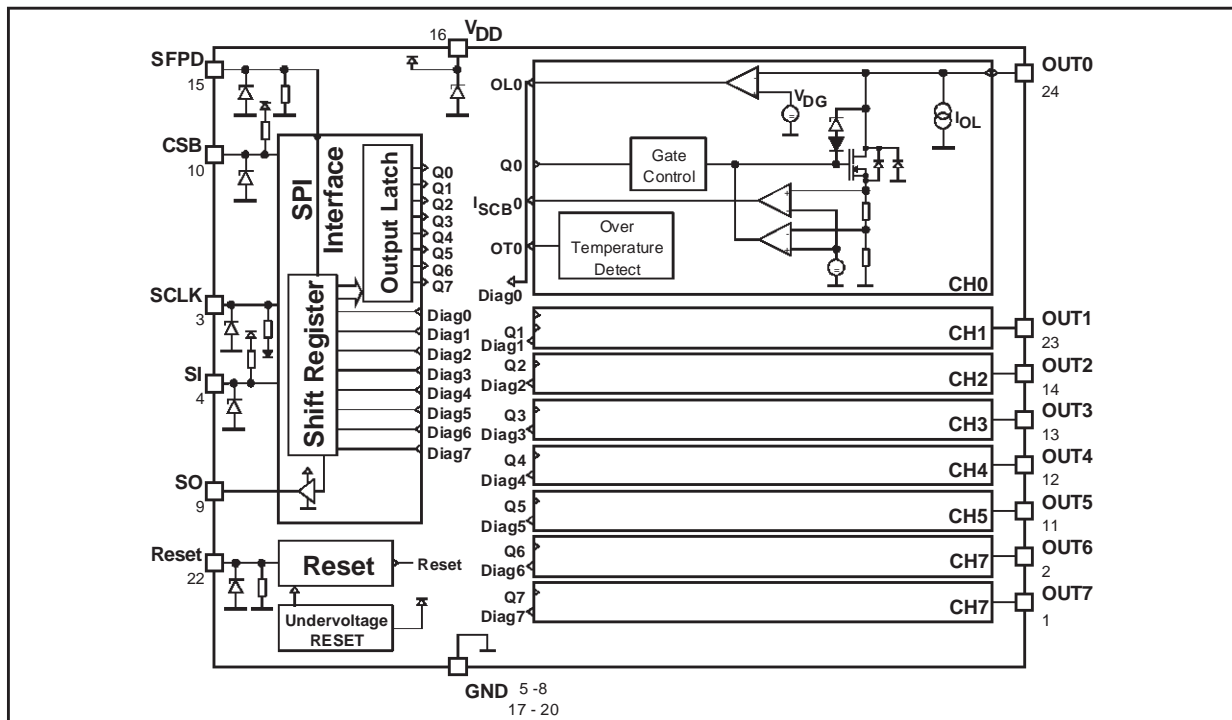 VDD
16
SFPD
15
CSB
10
SCLK
3
SI
4
SO
9
Reset
22
SPI
Interface
Output Latch
Shift Register
Q0
Q1
Q2
Q3
Q4
Q5
Q6
Q7
Diag0
Diag1
Diag2
Diag3
Diag4
Diag5
Diag6
Diag7
Reset
Reset
Undervoltage
RESET
GND 5 -8
17 - 20
OL0
Q0
ISCB0
OT0
Diag0
Gate
Control
Over
Temperature
Detect
VDG
=
IOL
+
-
-
+
=
CH0
OUT0
24
Q1
Diag1
CH1
OUT1
23
Q2
Diag2
CH2
OUT2
14
Q3
Diag3
CH3
OUT3
13
Q4
Diag4
CH4
OUT4
12
Q5
Diag5
CH5
OUT5
11
Q6
Diag6
CH7
OUT6
2
Q7
Diag7
CH7
OUT7
1